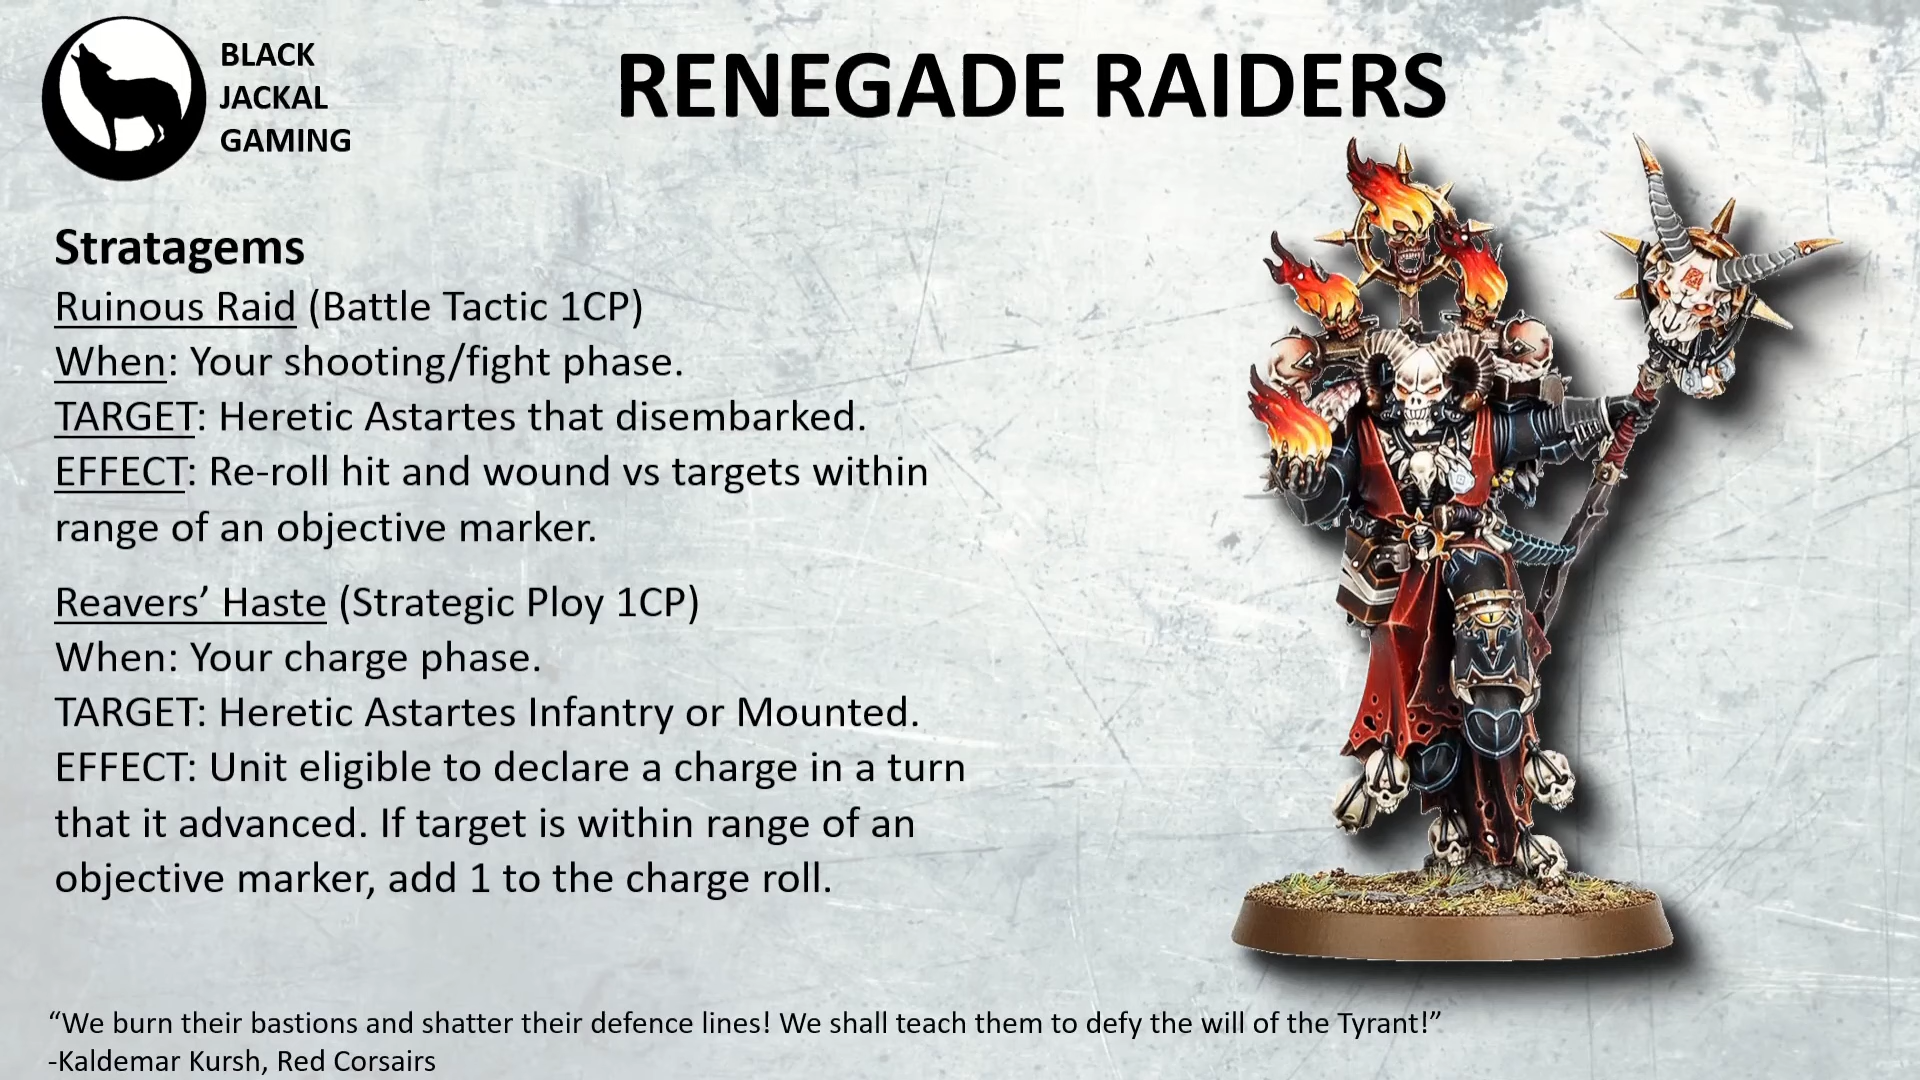 BLACK
JACKAL
GAMING
RENEGADE RAIDERS
Stratagems
Ruinous Raid (Battle Tactic 1CP)
When: Your shooting/fight phase.
TARGET: Heretic Astartes that disembarked.
EFFECT: Re-roll hit and wound vs targets within
range of an objective marker.
Reavers’ Haste (Strategic Ploy 1CP)
When: Your charge phase.
TARGET: Heretic Astartes Infantry or Mounted.
EFFECT: Unit eligible to declare a charge in a turn
that it advanced. If target is within range of an
objective marker, add 1 to the charge roll.
“We burn their bastions and shatter their defence lines! We shall teach them to defy the will of the Tyrant!”
-Kaldemar Kursh, Red Corsairs